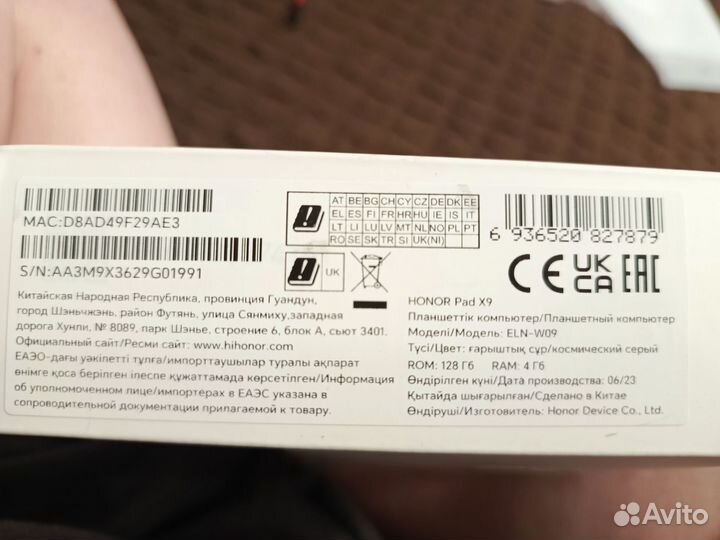 MAC:D8AD49F29AE3
S/N:AA3M9X3629G01991
AT BE BG CH CY CZ DE DK EE
EL ES FI FR HR HU IE IS IT
LT LI LU LV MT NL NO PL PT
RO SE SK TR SI UK(NI)
UK
6 936520 827879
CE UK CA EAC
Китайская Народная Республика, провинция Гуандун,
город Шэньчжэнь, район Футянь, улица Сянмиху,западная
дорога Хунли, № 8089, парк Шэнье, строение 6, блок А, сьют 3401.
Официальный сайт/Ресми сайт: www.hihonor.com
ЕАЭО-дағы уәкілетті тұлға/импорттаушылар туралы ақпарат
өнімге қоса берілген ілеспе құжаттамада көрсетілген/Информация
об уполномоченном лице/импортерах в ЕАЭС указана в
сопроводительной документации прилагаемой к товару.
HONOR Pad X9
Планшеттік компьютер/Планшетный компьютер
Моделі/Модель: ELN-W09
Түсі/Цвет: ғарыштық сұр/космический серый
ROM: 128 Гб RAM: 4 Гб
Өндірілген күні/Дата производства: 06/23
Қытайда шығарылған/Сделано в Китае
Өндіруші/Изготовитель: Honor Device Co., Ltd.
Avito